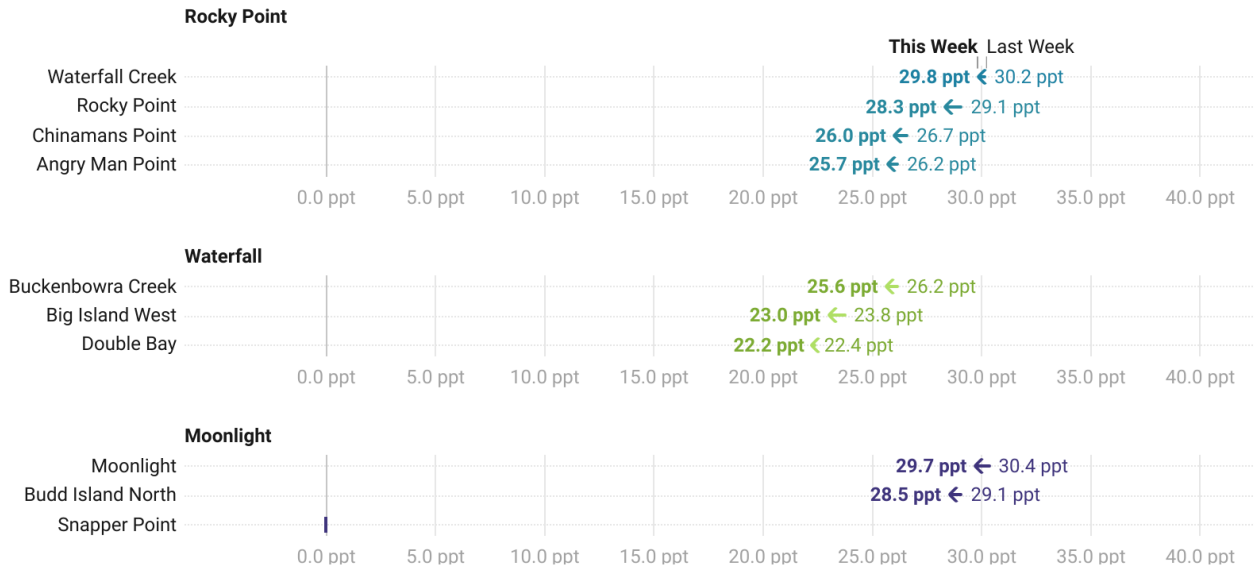 Rocky Point
This Week Last Week
Waterfall Creek 29.8 ppt 30.2 ppt
Rocky Point 28.3 ppt 29.1 ppt
Chinamans Point 26.0 ppt 26.7 ppt
Angry Man Point 25.7 ppt 26.2 ppt
0.0 ppt 5.0 ppt 10.0 ppt 15.0 ppt 20.0 ppt 25.0 ppt 30.0 ppt 35.0 ppt 40.0 ppt
Waterfall
Buckenbowra Creek 25.6 ppt 26.2 ppt
Big Island West 23.0 ppt 23.8 ppt
Double Bay 22.2 ppt 22.4 ppt
0.0 ppt 5.0 ppt 10.0 ppt 15.0 ppt 20.0 ppt 25.0 ppt 30.0 ppt 35.0 ppt 40.0 ppt
Moonlight
Moonlight 29.7 ppt 30.4 ppt
Budd Island North 28.5 ppt 29.1 ppt
Snapper Point
0.0 ppt 5.0 ppt 10.0 ppt 15.0 ppt 20.0 ppt 25.0 ppt 30.0 ppt 35.0 ppt 40.0 ppt